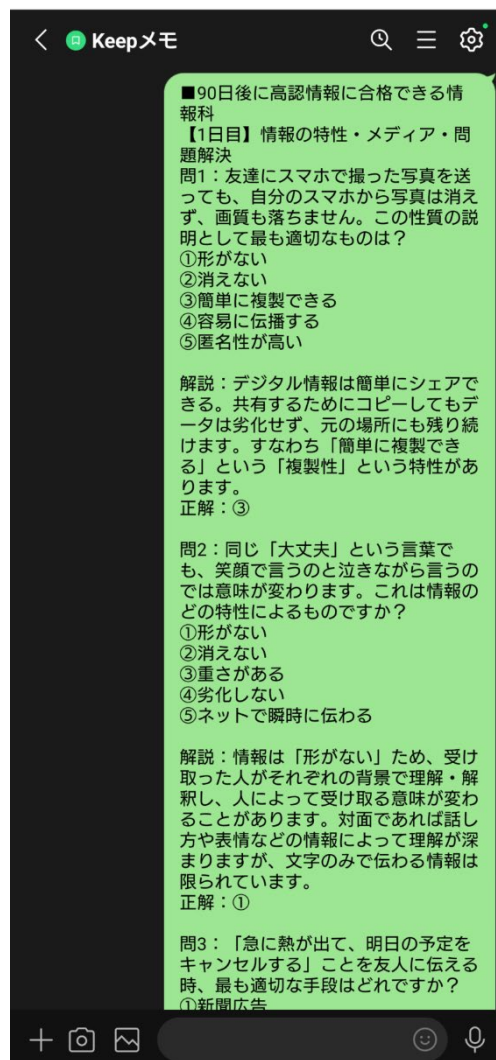 Keepメモ
■90日後に高認情報に合格できる情
報科
【1日目】情報の特性・メディア・問
題解決
問1：友達にスマホで撮った写真を送
っても、自分のスマホから写真は消え
ず、画質も落ちません。この性質の説
明として最も適切なものは？
①形がない
②消えない
③簡単に複製できる
④容易に伝播する
⑤匿名性が高い
解説：デジタル情報は簡単にシェアで
きる。共有するためにコピーしてもデ
ータは劣化せず、元の場所にも残り続
けます。すなわち「簡単に複製でき
る」という「複製性」という特性があ
ります。
正解：③
問2：同じ「大丈夫」という言葉で
も、笑顔で言うのと泣きながら言うの
では意味が変わります。これは情報の
どの特性によるものですか？
①形がない
②消えない
③重さがある
④劣化しない
⑤ネットで瞬時に伝わる
解説：情報は「形がない」ため、受け
取った人がそれぞれの背景で理解・解
釈し、人によって受け取る意味が変わ
ることがあります。対面であれば話し
方や表情などの情報によって理解が深
まりますが、文字のみで伝わる情報は
限られています。
正解：①
問3：「急に熱が出て、明日の予定を
キャンセルする」ことを友人に伝える
時、最も適切な手段はどれですか？
①新聞広告